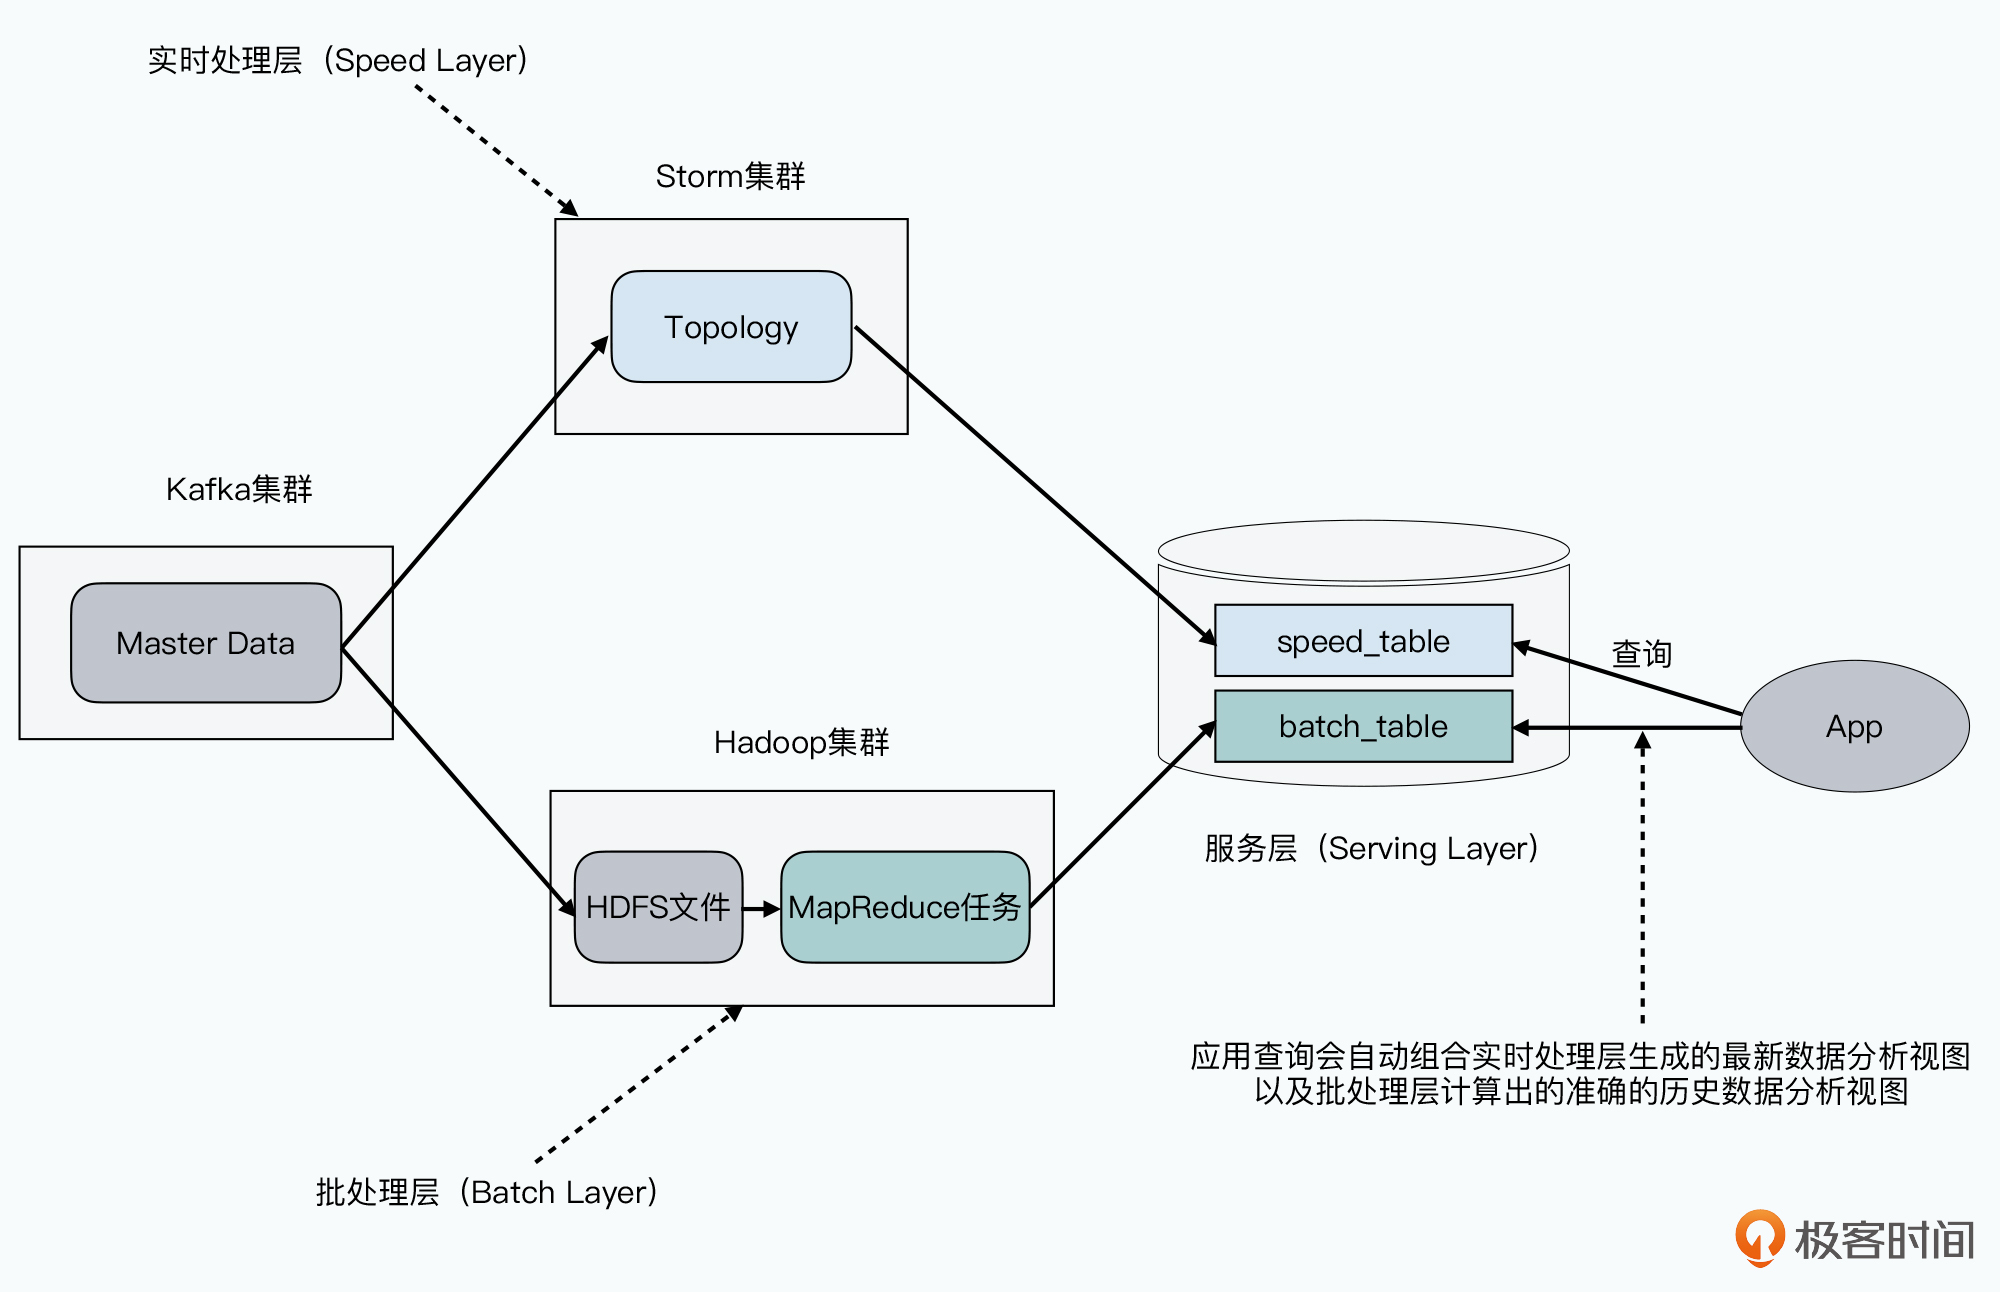 实时处理层（Speed Layer）
Storm集群
Topology
Kafka集群
Master Data
speed_table
查询
batch_table
App
Hadoop集群
服务层（Serving Layer）
HDFS文件
MapReduce任务
应用查询会自动组合实时处理层生成的最新数据分析视图
以及批处理层计算出的准确的历史数据分析视图
批处理层（Batch Layer）
极客时间